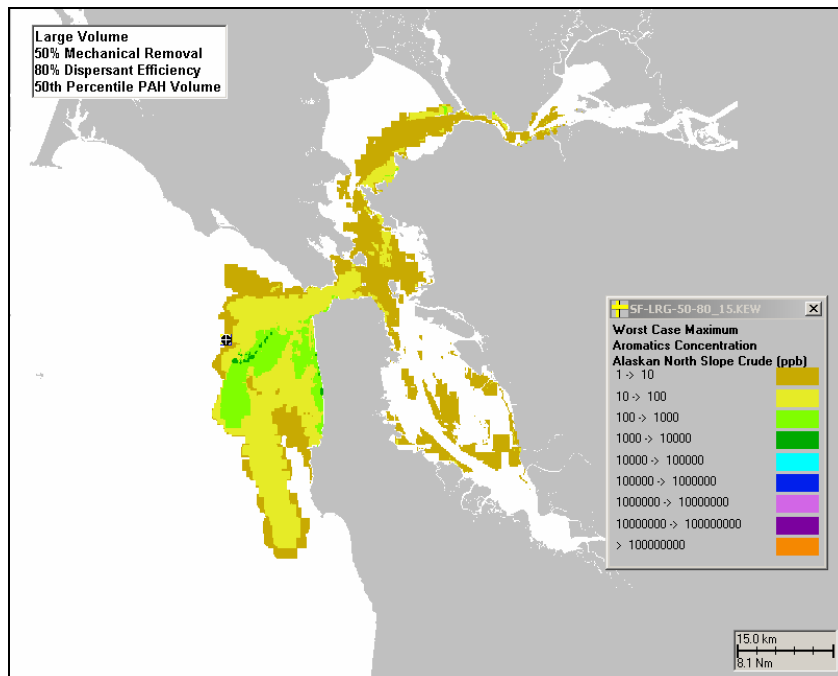 Large Volume
50% Mechanical Removal
80% Dispersant Efficiency
50th Percentile PAH Volume
SF-LRG-50-80_15.KEW
Worst Case Maximum
Aromatics Concentration
Alaskan North Slope Crude (ppb)
1 -> 10
10 -> 100
100 -> 1000
1000 -> 10000
10000 -> 100000
100000 -> 1000000
1000000 -> 10000000
10000000 -> 100000000
> 100000000
15.0 km
8.1 Nm